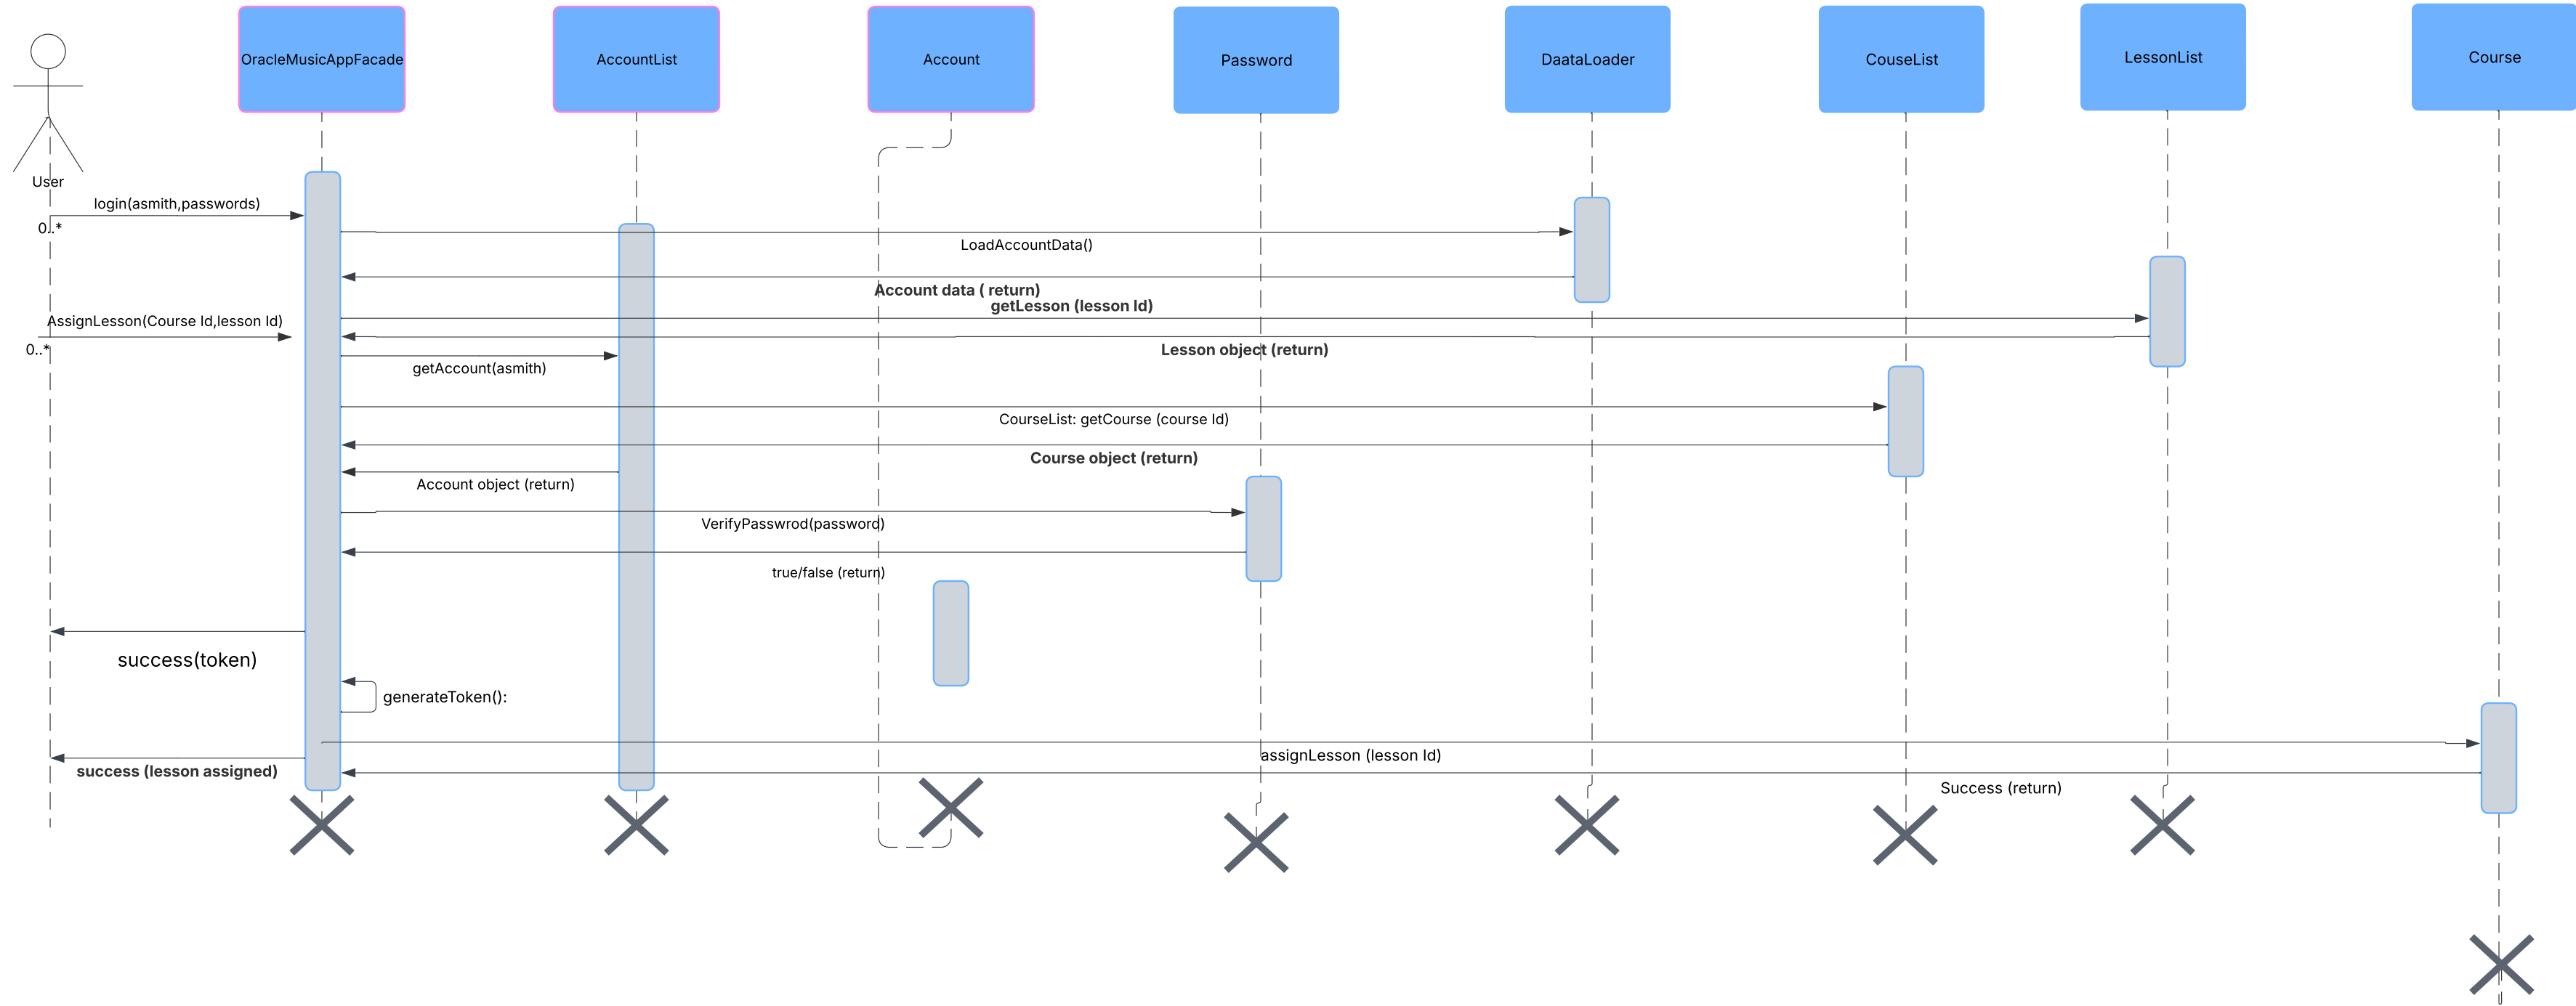 OracleMusicAppFacade
AccountList
Account
Password
DaataLoader
CouseList
LessonList
Course
User
login(asmith,passwords)
0..*
LoadAccountData()
Account data ( return)
getLesson (lesson Id)
AssignLesson(Course Id,lesson Id)
0..*
Lesson object (return)
getAccount(asmith)
CourseList: getCourse (course Id)
Course object (return)
Account object (return)
VerifyPasswrod(password)
true/false (return)
success(token)
generateToken():
assignLesson (lesson Id)
success (lesson assigned)
Success (return)